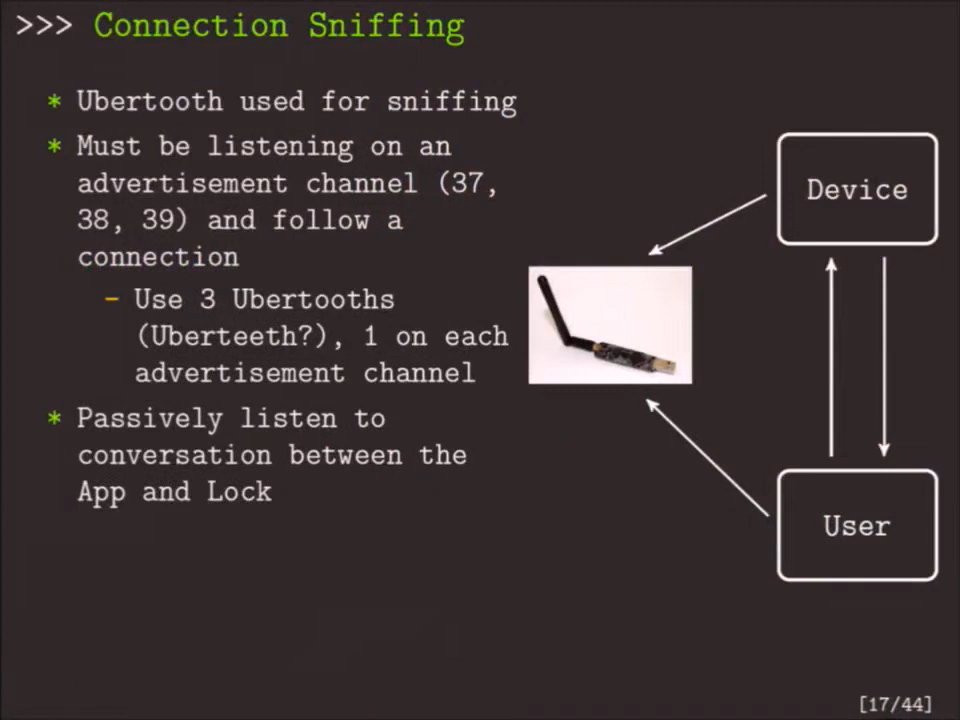 >>> Connection Sniffing
* Ubertooth used for sniffing
* Must be listening on an
advertisement channel (37,
38, 39) and follow a
connection
- Use 3 Ubertooths
(Uberteeth?), 1 on each
advertisement channel
* Passively listen to
conversation between the
App and Lock
Device
User
[17/44]